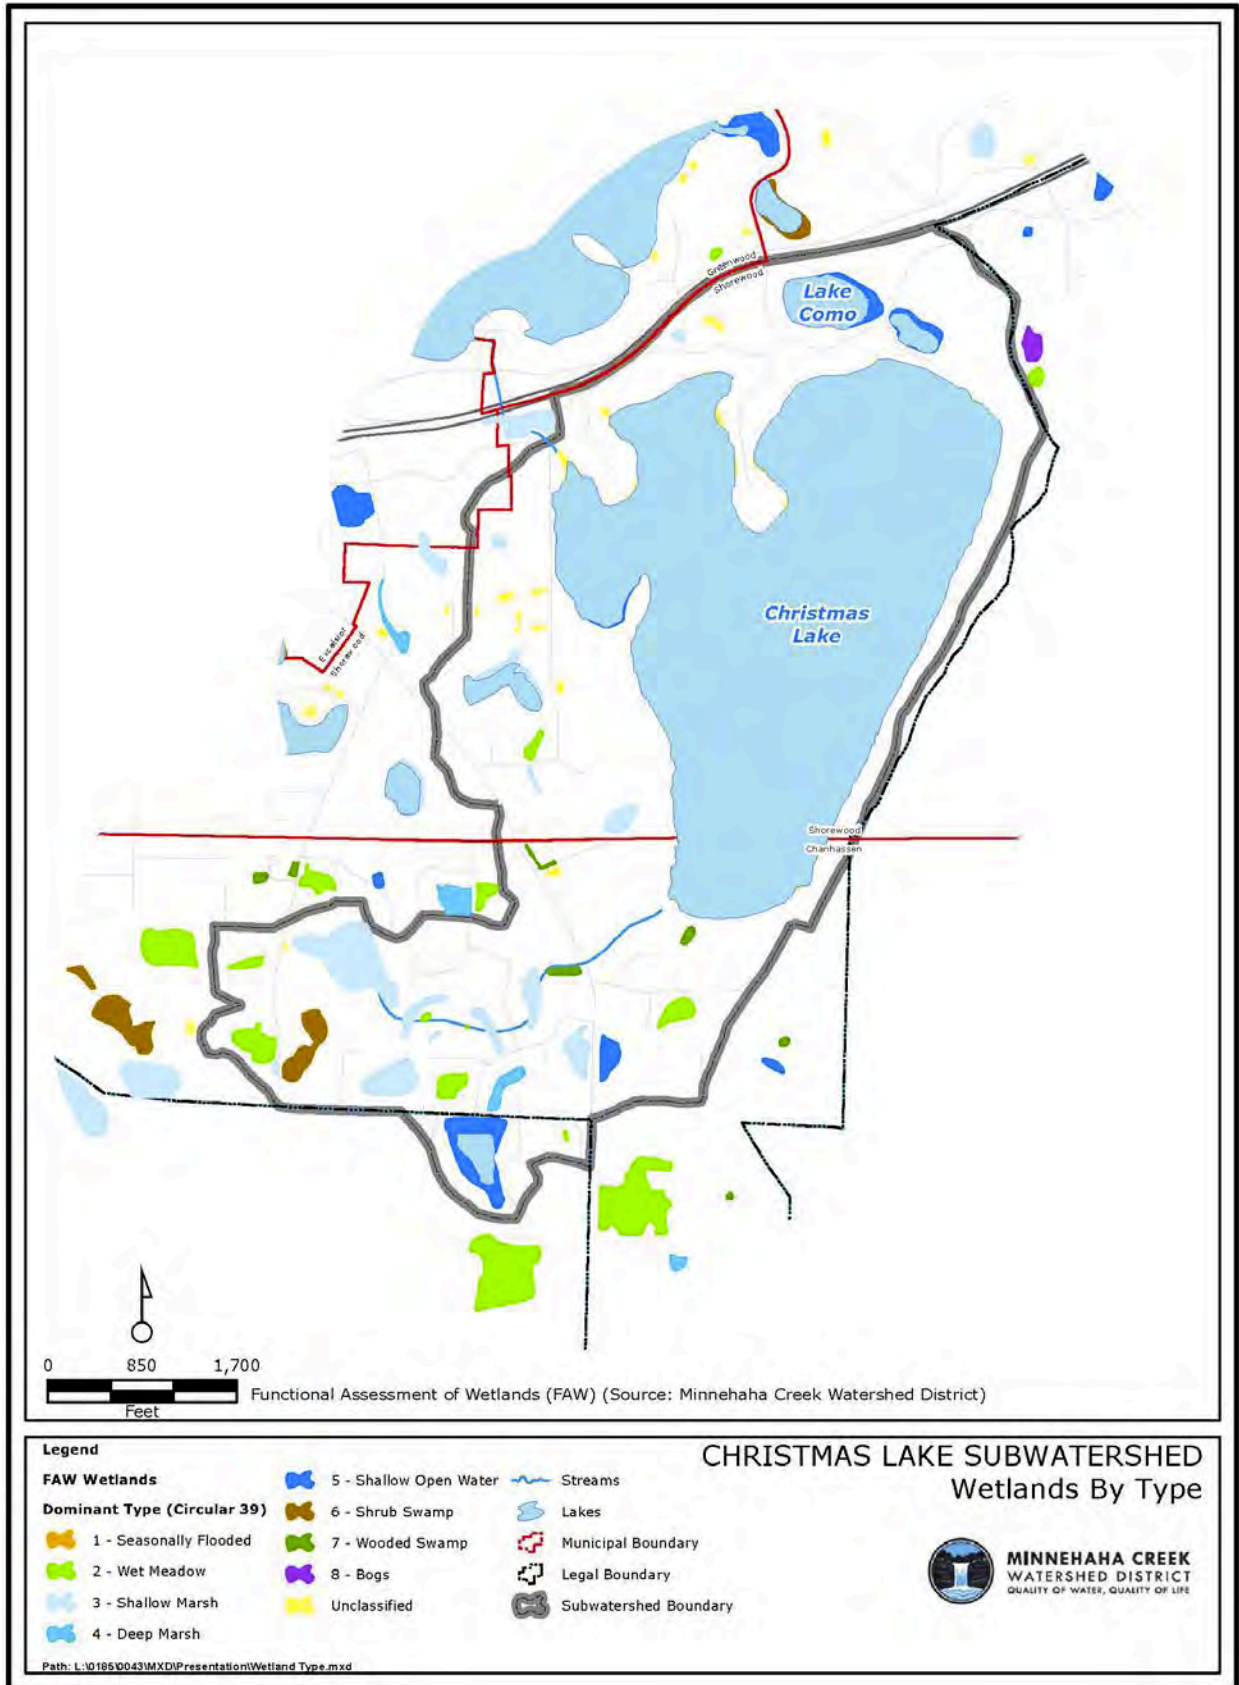 Greenwood
Shorewood
Lake
Como
Christmas
Lake
Excelsior
Shorewood
Shorewood
Chanhassen
0 850 1,700
Feet
Functional Assessment of Wetlands (FAW) (Source: Minnehaha Creek Watershed District)
Legend
FAW Wetlands
Dominant Type (Circular 39)
1 - Seasonally Flooded
2 - Wet Meadow
3 - Shallow Marsh
4 - Deep Marsh
5 - Shallow Open Water
6 - Shrub Swamp
7 - Wooded Swamp
8 - Bogs
Unclassified
Streams
Lakes
Municipal Boundary
Legal Boundary
Subwatershed Boundary
CHRISTMAS LAKE SUBWATERSHED
Wetlands By Type
MINNEHAHA CREEK
WATERSHED DISTRICT
QUALITY OF WATER, QUALITY OF LIFE
Path: L:\0185\0043\MXD\Presentation\Wetland Type.mxd